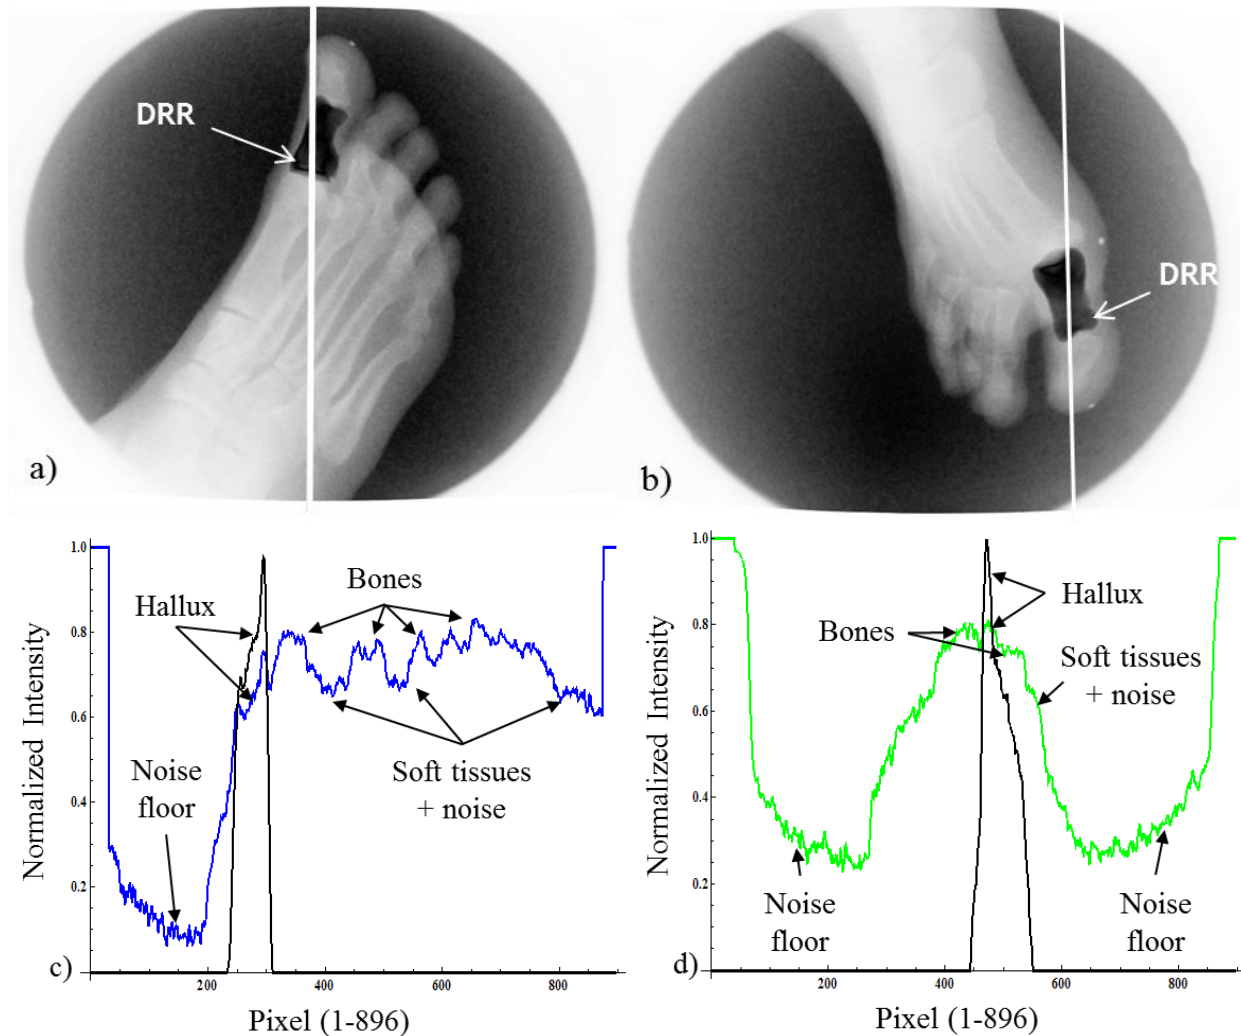 DRR
DRR
a)
b)
1.0
0.8
0.6
0.4
0.2
200
400
600
800
Normalized Intensity
Pixel (1-896)
Hallux
Bones
Noise
floor
Soft tissues
+ noise
c)
1.0
0.8
0.6
0.4
0.2
200
400
600
800
Normalized Intensity
Pixel (1-896)
Hallux
Bones
Soft tissues
+ noise
Noise
floor
Noise
floor
d)